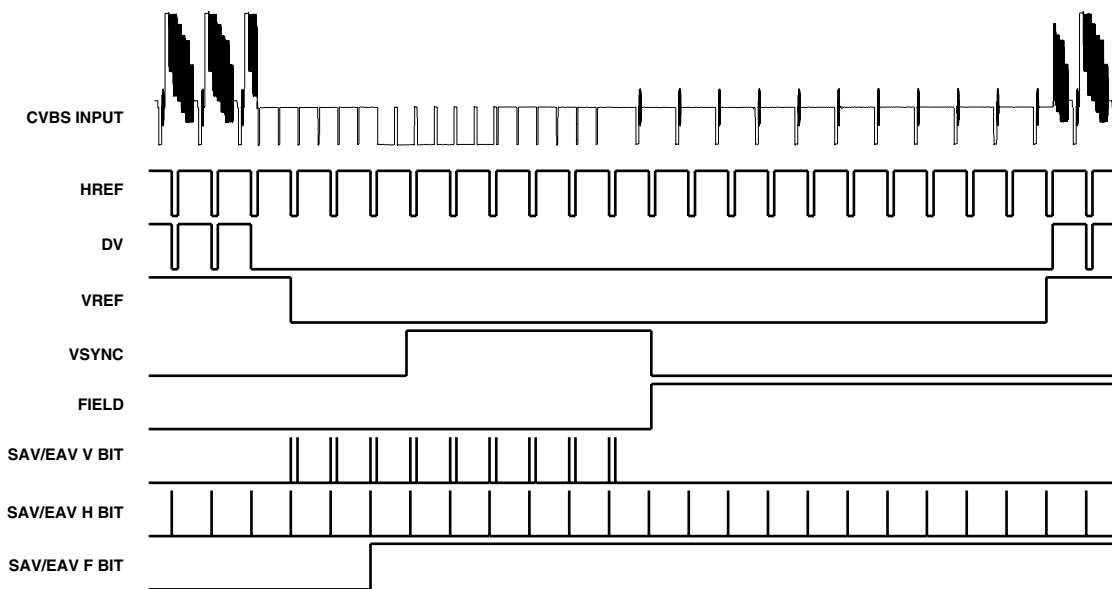 CVBS INPUT
HREF
DV
VREF
VSYNC
FIELD
SAV/EAV V BIT
SAV/EAV H BIT
SAV/EAV F BIT